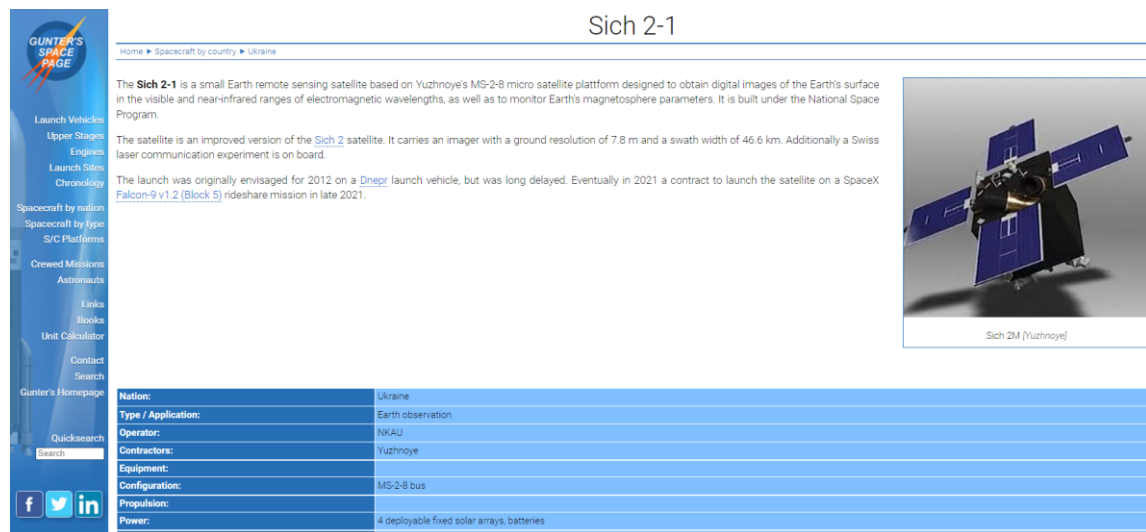 Sich 2-1
GUNTER'S
SPACE
PAGE
Home ► Spacecraft by country ► Ukraine
The Sich 2-1 is a small Earth remote sensing satellite based on Yuzhnoye's MS-2-8 micro satellite plattform designed to obtain digital images of the Earth's surface
in the visible and near-infrared ranges of electromagnetic wavelengths, as well as to monitor Earth's magnetosphere parameters. It is built under the National Space
Program.
The satellite is an improved version of the Sich 2 satellite. It carries an imager with a ground resolution of 7.8 m and a swath width of 46.6 km. Additionally a Swiss
laser communication experiment is on board.
The launch was originally envisaged for 2012 on a Dnepr launch vehicle, but was long delayed. Eventually in 2021 a contract to launch the satellite on a SpaceX
Falcon-9 v1.2 (Block 5) rideshare mission in late 2021.
Sich 2M [Yuzhnoye]
Launch Vehicles
Upper Stages
Engines
Launch Sites
Chronology
Spacecraft by nation
Spacecraft by type
S/C Platforms
Crewed Missions
Astronauts
Links
Books
Unit Calculator
Contact
Search
Gunter's Homepage
Quicksearch
Search
f
in
Nation: Ukraine
Type / Application: Earth observation
Operator: NKAU
Contractors: Yuzhnoye
Equipment:
Configuration: MS-2-8 bus
Propulsion:
Power: 4 deployable fixed solar arrays, batteries